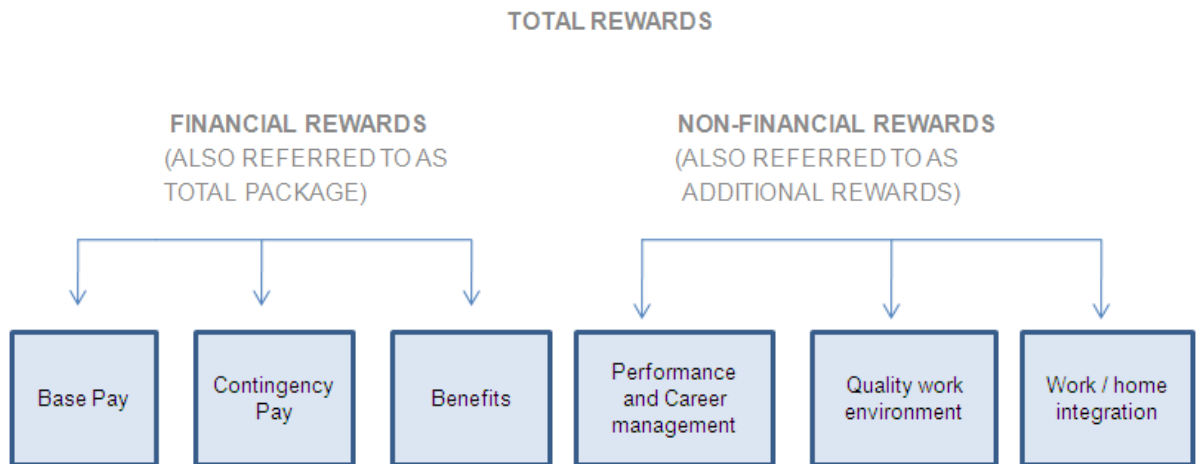 TOTAL REWARDS
FINANCIAL REWARDS
(ALSO REFERRED TO AS
TOTAL PACKAGE)
NON-FINANCIAL REWARDS
(ALSO REFERRED TO AS
ADDITIONAL REWARDS)
Base Pay
Contingency
Pay
Benefits
Performance
and Career
management
Quality work
environment
Work / home
integration